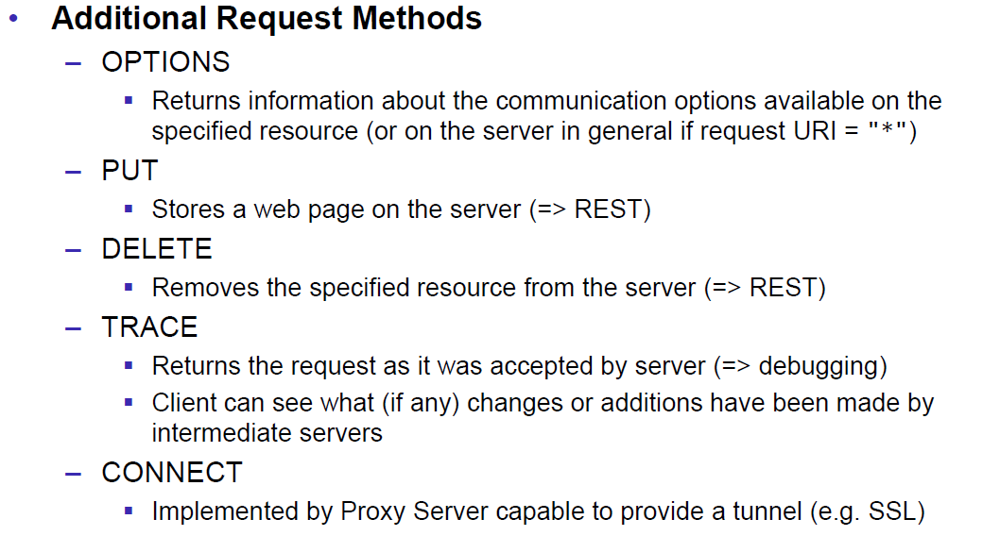 • Additional Request Methods
– OPTIONS
▪ Returns information about the communication options available on the
specified resource (or on the server in general if request URI = "*")
– PUT
▪ Stores a web page on the server (=> REST)
– DELETE
▪ Removes the specified resource from the server (=> REST)
– TRACE
▪ Returns the request as it was accepted by server (=> debugging)
▪ Client can see what (if any) changes or additions have been made by
intermediate servers
– CONNECT
▪ Implemented by Proxy Server capable to provide a tunnel (e.g. SSL)